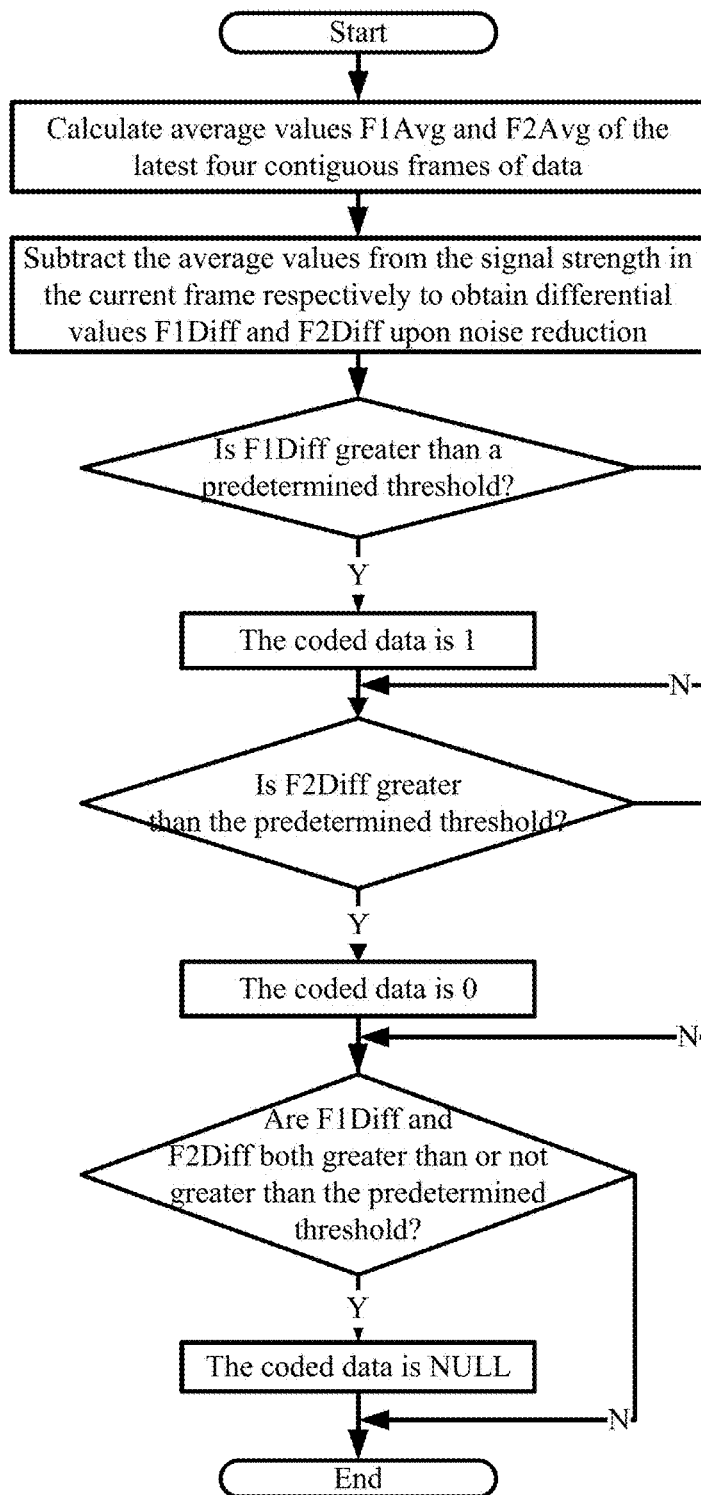 Start
Calculate average values F1Avg and F2Avg of the
latest four contiguous frames of data
Subtract the average values from the signal strength in
the current frame respectively to obtain differential
values F1Diff and F2Diff upon noise reduction
Is F1Diff greater than a
predetermined threshold?
Y
The coded data is 1
N
Is F2Diff greater
than the predetermined threshold?
Y
The coded data is 0
N
Are F1Diff and
F2Diff both greater than or not
greater than the predetermined
threshold?
Y
The coded data is NULL
N
End